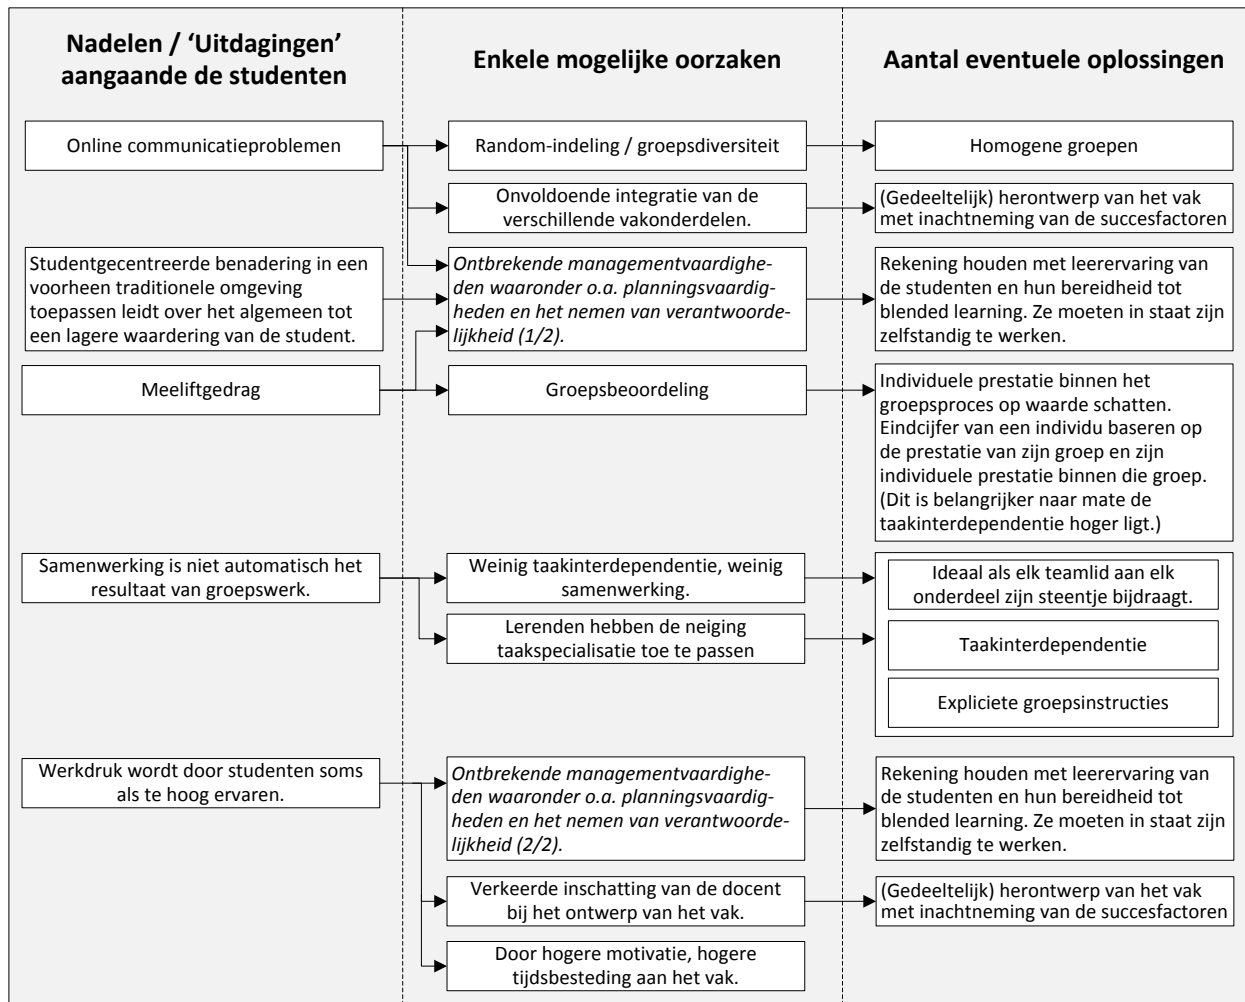 Nadelen / ‘Uitdagingen’
aangaande de studenten
Enkele mogelijke oorzaken
Aantal eventuele oplossingen
Online communicatieproblemen
Random-indeling / groepsdiversiteit
Homogene groepen
Onvoldoende integratie van de
verschillende vakonderdelen.
(Gedeeltelijk) herontwerp van het vak
met inachtneming van de succesfactoren
Studentgecentreerde benadering in een
voorheen traditionele omgeving
toepassen leidt over het algemeen tot
een lagere waardering van de student.
Ontbrekende managementvaardighe-
den waaronder o.a. planningsvaardig-
gheden en het nemen van verantwoorde-
lijkheid (1/2).
Rekening houden met leerervaring van
de studenten en hun bereidheid tot
blended learning. Ze moeten in staat zijn
zelfstandig te werken.
Meeliftgedrag
Groepsbeoordeling
Individuele prestatie binnen het
groepsproces op waarde schatten.
Eindcijfer van een individu baseren op
de prestatie van zijn groep en zijn
individuele prestatie binnen die groep.
(Dit is belangrijker naar mate de
taakinterdependentie hoger ligt.)
Samenwerking is niet automatisch het
resultaat van groepswerk.
Weinig taakinterdependentie, weinig
samenwerking.
Ideaal als elk teamlid aan elk
onderdeel zijn steentje bijdraagt.
Lerenden hebben de neiging
taakspecialisatie toe te passen
Taakinterdependentie
Expliciete groepsinstructies
Werkdruk wordt door studenten soms
als te hoog ervaren.
Ontbrekende managementvaardighe-
den waaronder o.a. planningsvaardig-
gheden en het nemen van verantwoorde-
lijkheid (2/2).
Rekening houden met leerervaring van
de studenten en hun bereidheid tot
blended learning. Ze moeten in staat zijn
zelfstandig te werken.
Verkeerde inschatting van de docent
bij het ontwerp van het vak.
(Gedeeltelijk) herontwerp van het vak
met inachtneming van de succesfactoren
Door hogere motivatie, hogere
tijdsbesteding aan het vak.